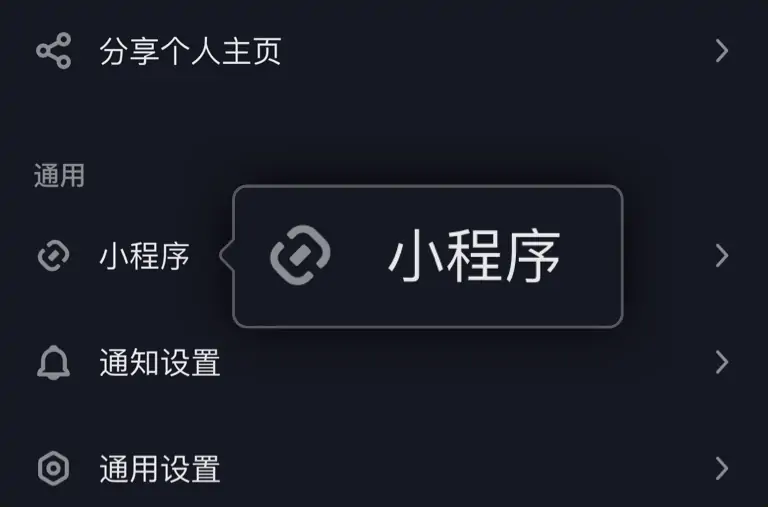 分享个人主页
通用
小程序
小程序
通知设置
通用设置